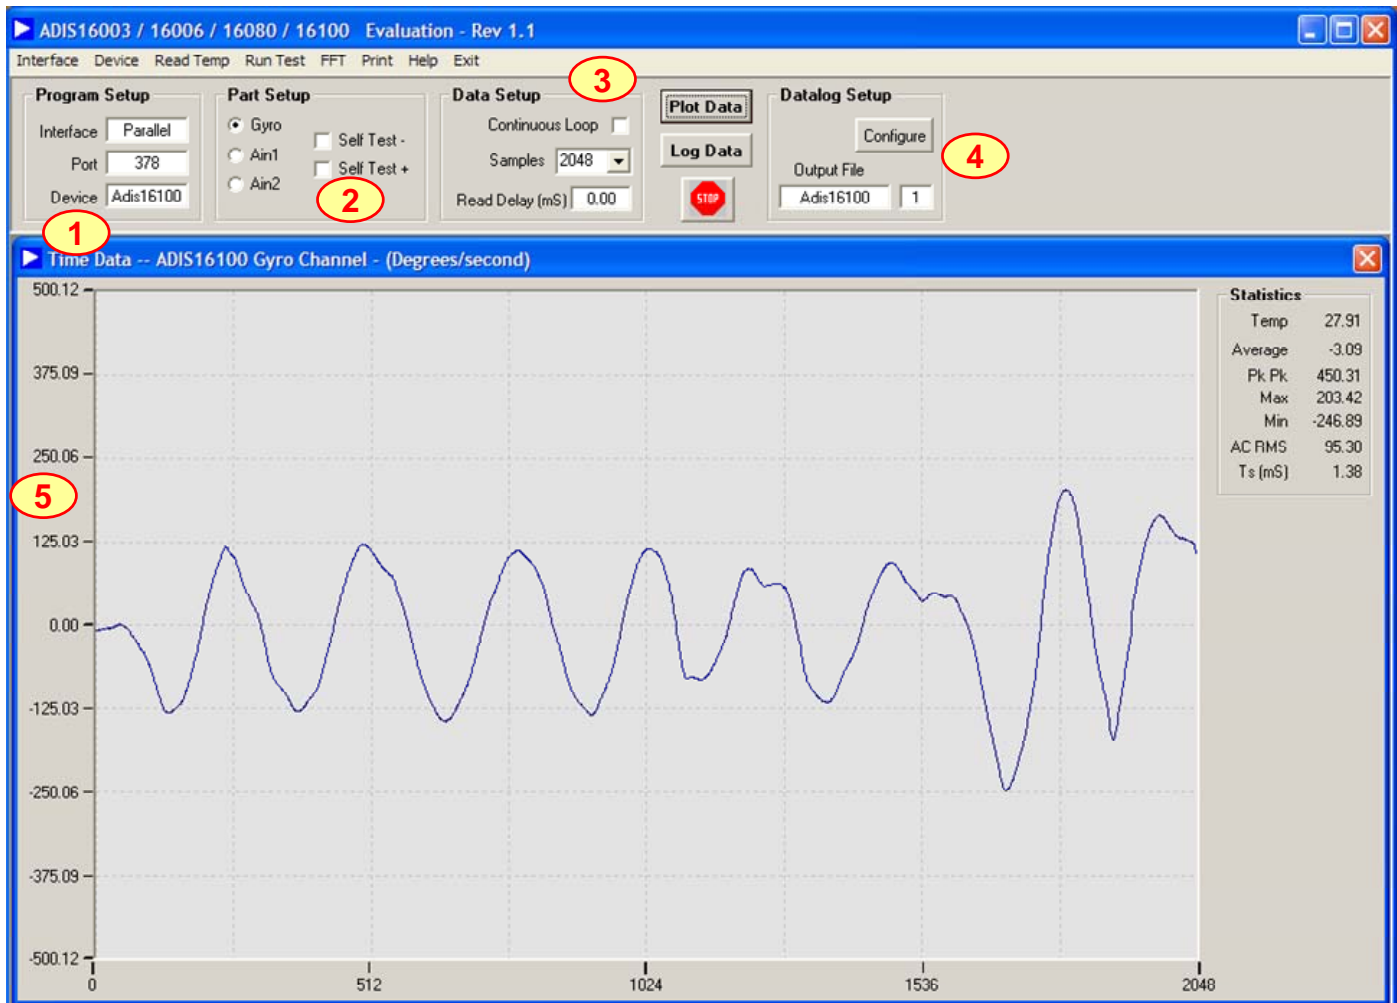 ADIS16003 / 16006 / 16080 / 16100 Evaluation - Rev 1.1
Interface Device Read Temp Run Test FFT Print Help Exit
3
Program Setup
Interface Parallel
Port 378
Device Adis16100
1
Part Setup
Gyro
Ain1
Ain2
Self Test -
Self Test +
2
Data Setup
Continuous Loop
Samples 2048
Read Delay (mS) 0.00
Plot Data
Log Data
STOP
Datalog Setup
Configure
4
Output File
Adis16100 1
Time Data -- ADIS16100 Gyro Channel - (Degrees/second)
500.12
375.09
250.06
5
125.03
0.00
-125.03
-250.06
-375.09
-500.12
0 512 1024 1536 2048
Statistics
Temp 27.91
Average -3.09
Pk Pk 450.31
Max 203.42
Min -246.89
AC RMS 95.30
Ts (mS) 1.38